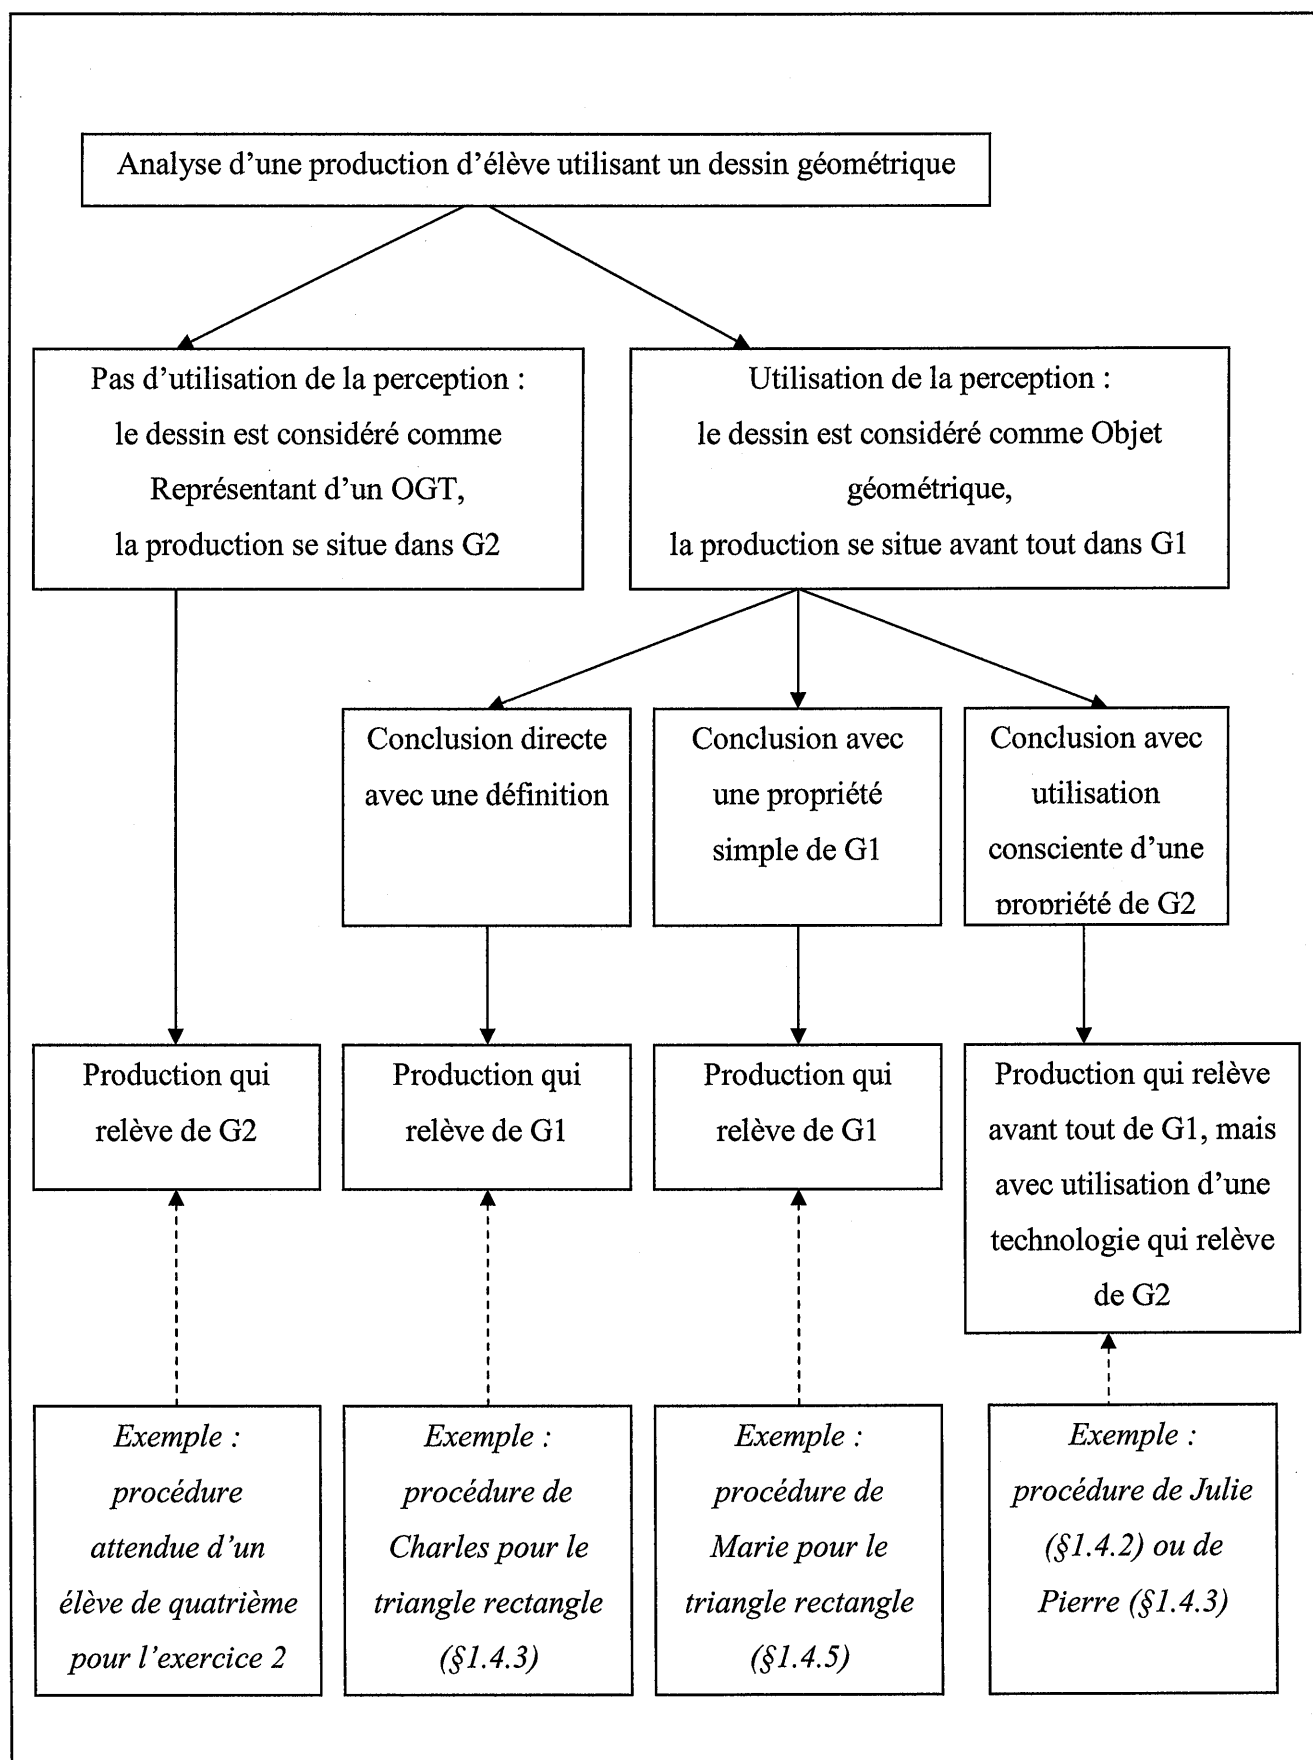 Analyse d'une production d'élève utilisant un dessin géométrique
Pas d'utilisation de la perception :
le dessin est considéré comme
Représentant d'un OGT,
la production se situe dans G2
Utilisation de la perception :
le dessin est considéré comme Objet
géométrique,
la production se situe avant tout dans G1
Conclusion directe
avec une définition
Conclusion avec
une propriété
simple de G1
Conclusion avec
utilisation
consciente d'une
propriété de G2
Production qui
relève de G2
Production qui
relève de G1
Production qui
relève de G1
Production qui relève
avant tout de G1, mais
avec utilisation d'une
technologie qui relève
de G2
Exemple :
procédure
attendue d'un
élève de quatrième
pour l'exercice 2
Exemple :
procédure de
Charles pour le
triangle rectangle
(§1.4.3)
Exemple :
procédure de
Marie pour le
triangle rectangle
(§1.4.5)
Exemple :
procédure de Julie
(§1.4.2) ou de
Pierre (§1.4.3)